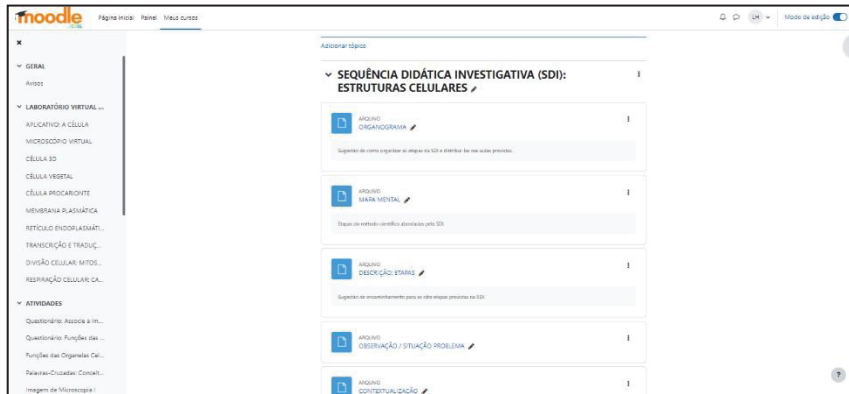 moodle
Página inicial Painel Meus cursos
LH
Modo de edição
GERAL
Avisos
LABORATÓRIO VIRTUAL ...
APLICATIVO: A CÉLULA
MICROSCÓPIO VIRTUAL
CÉLULA 3D
CÉLULA VEGETAL
CÉLULA PROCARIONTE
MEMBRANA PLASMÁTICA
RETÍCULO ENDOPLASMÁTI...
TRANSCRIÇÃO E TRADUÇ...
DIVISÃO CELULAR: MITOS...
RESPIRAÇÃO CELULAR: CA...
ATIVIDADES
Questionário: Associe a Im...
Questionário: Funções das ...
Funções das Organelas Cel...
Palavras-Cruzadas: Conceit...
Imagem de Microscopia I
Adicionar tópico
SEQUÊNCIA DIDÁTICA INVESTIGATIVA (SDI):
ESTRUTURAS CELULARES
ARQUIVO
ORGANOGRAMA
Sugestão de como organizar as etapas da SDI e distribuí-las nas aulas previstas.
ARQUIVO
MAPA MENTAL
Etapas do método científico abordadas pela SDI.
ARQUIVO
DESCRIÇÃO: ETAPAS
Sugestão de encaminhamento para as oito etapas previstas na SDI.
ARQUIVO
OBSERVAÇÃO / SITUAÇÃO PROBLEMA
ARQUIVO
CONTEXTUALIZAÇÃO
?